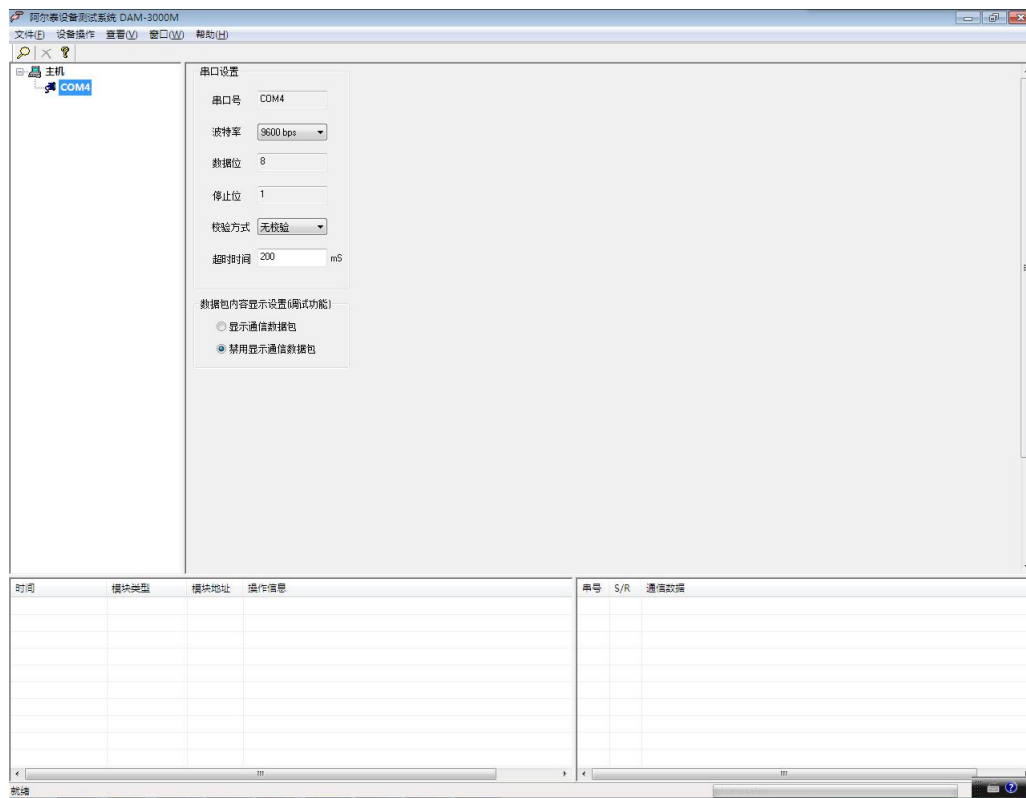 阿尔泰设备测试系统 DAM-3000M
文件(F) 设备操作 查看(V) 窗口(W) 帮助(H)
主机
COM4
串口设置
串口号 COM4
波特率 9600 bps
数据位 8
停止位 1
校验方式 无校验
超时时间 200 mS
数据包内容显示设置(调试功能)
显示通信数据包
禁用显示通信数据包
时间 模块类型 模块地址 操作信息
串号 S/R 通信数据
就绪